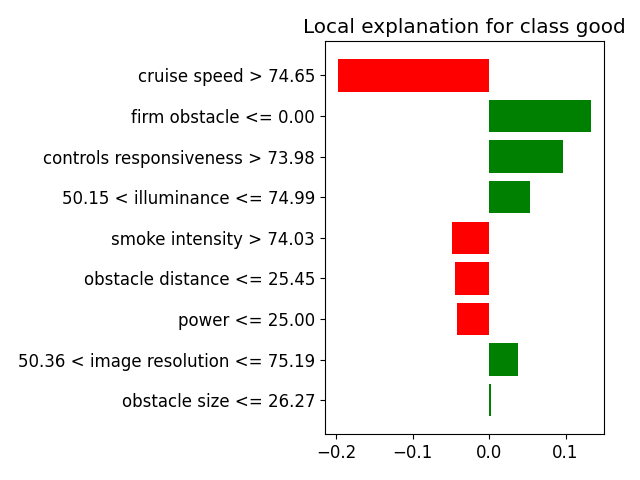 Local explanation for class good
cruise speed > 74.65
firm obstacle <= 0.00
controls responsiveness > 73.98
50.15 < illuminance <= 74.99
smoke intensity > 74.03
obstacle distance <= 25.45
power <= 25.00
50.36 < image resolution <= 75.19
obstacle size <= 26.27
−0.2 −0.1 0.0 0.1